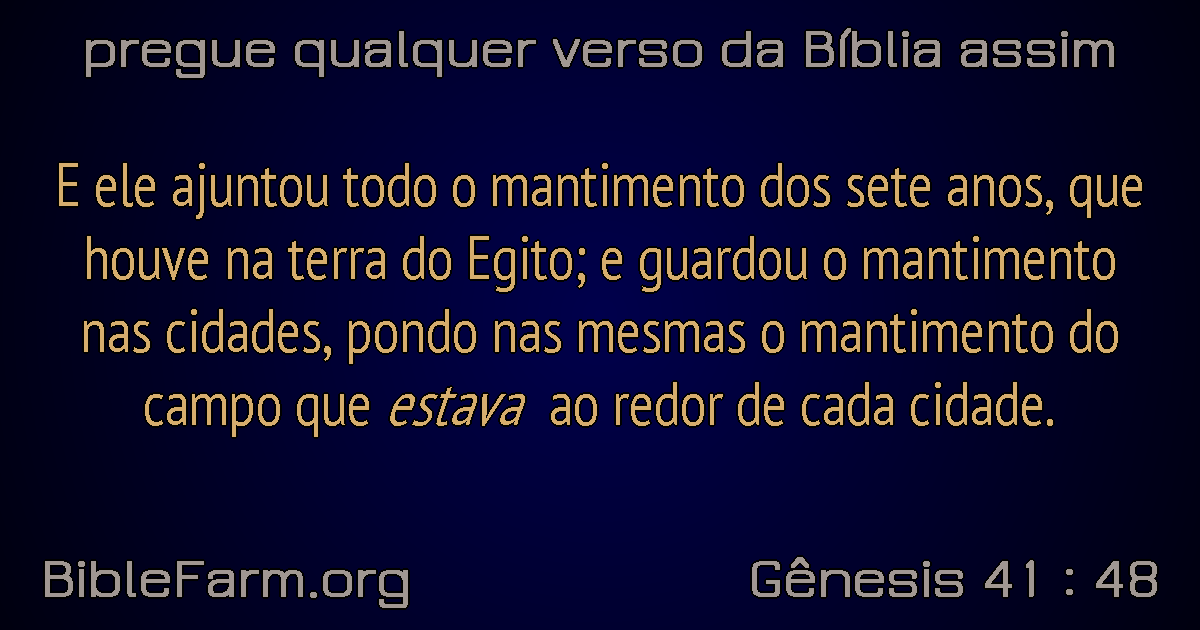 pregue qualquer verso da Bíblia assim
E ele ajuntou todo o mantimento dos sete anos, que
houve na terra do Egito; e guardou o mantimento
nas cidades, pondo nas mesmas o mantimento do
campo que estava ao redor de cada cidade.
BibleFarm.org
Gênesis 41 : 48